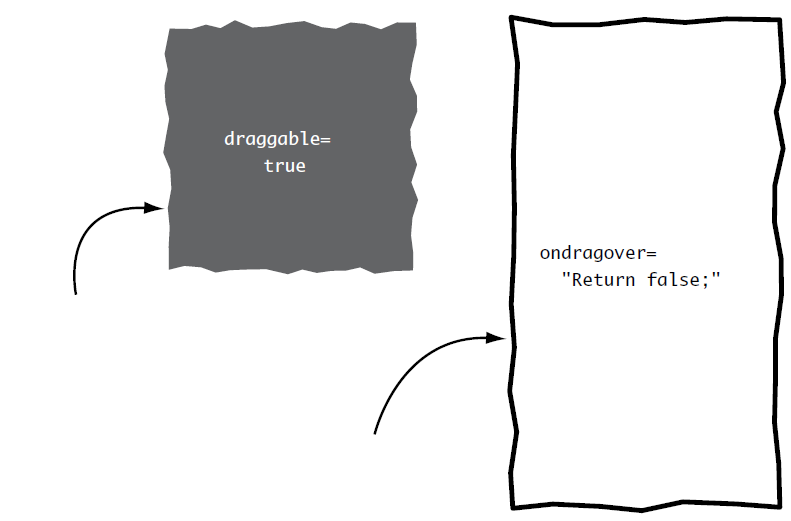 draggable=
true
ondragover=
"Return false;"